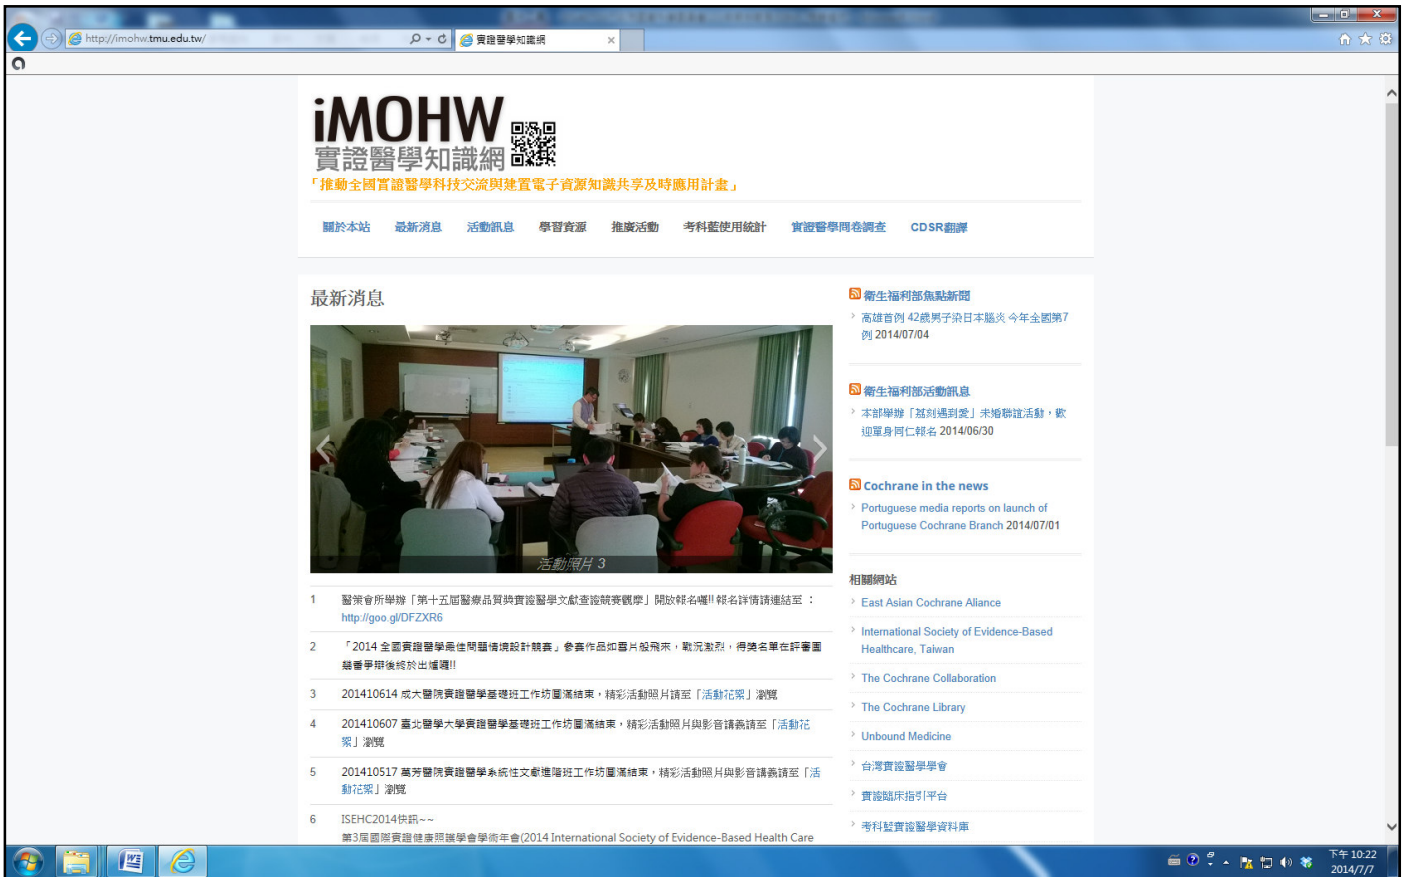 http://imohw.tmu.edu.tw/
實證醫學知識網
iMOHW
實證醫學知識網
「推動全國實證醫學科技交流與建置電子資源知識共享及時應用計畫」
關於本站 最新消息 活動訊息 學習資源 推廣活動 考科藍使用統計 實證醫學問卷調查 CDSR翻譯
最新消息
活動照片 3
1 醫策會所舉辦「第十五屆醫療品質獎實證醫學文獻查證競賽觀摩」開放報名囉!! 報名詳情請連結至 :
http://goo.gl/DFZXR6
2 「2014 全國實證醫學最佳問題情境設計競賽」參賽作品如雪片般飛來，戰況激烈，得獎名單在評審團
幾番爭辯後終於出爐囉!!
3 201410614 成大醫院實證醫學基礎班工作坊圓滿結束，精彩活動照片請至「活動花絮」瀏覽
4 201410607 臺北醫學大學實證醫學基礎班工作坊圓滿結束，精彩活動照片與影音講義請至「活動花
絮」瀏覽
5 201410517 萬芳醫院實證醫學系統性文獻進階班工作坊圓滿結束，精彩活動照片與影音講義請至「活
動花絮」瀏覽
6 ISEHC2014快訊~~
第3屆國際實證健康照護學會學術年會(2014 International Society of Evidence-Based Health Care
衛生福利部焦點新聞
高雄首例 42歲男子染日本腦炎 今年全國第7
例 2014/07/04
衛生福利部活動訊息
本部舉辦「荔刻遇到愛」未婚聯誼活動，歡
迎單身同仁報名 2014/06/30
Cochrane in the news
Portuguese media reports on launch of
Portuguese Cochrane Branch 2014/07/01
相關網站
East Asian Cochrane Aliance
International Society of Evidence-Based
Healthcare, Taiwan
The Cochrane Collaboration
The Cochrane Library
Unbound Medicine
台灣實證醫學學會
實證臨床指引平台
考科藍實證醫學資料庫
下午 10:22
2014/7/7